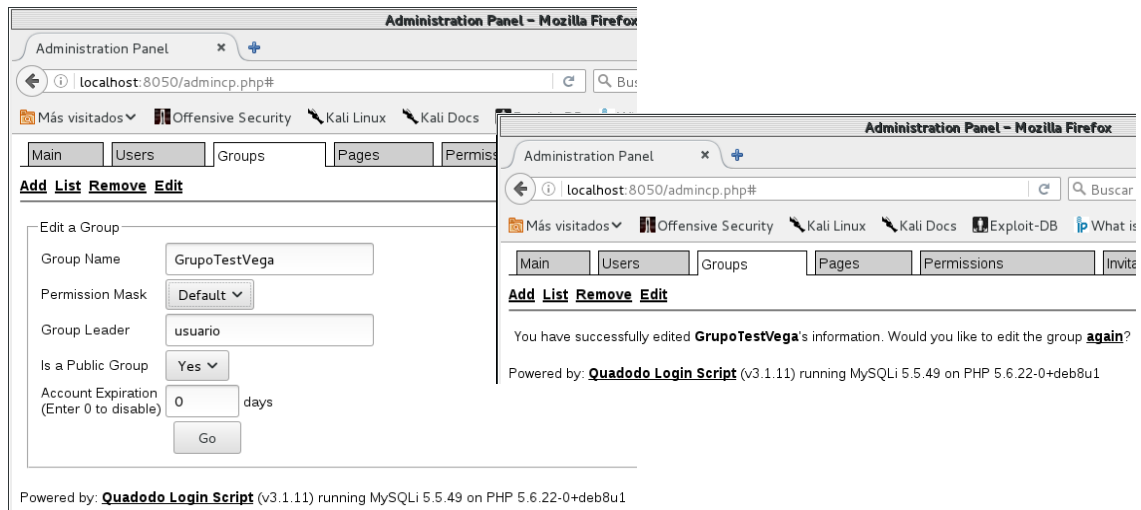 Administration Panel - Mozilla Firefox
Administration Panel
localhost:8050/admincp.php#
Más visitados
Offensive Security
Kali Linux
Kali Docs
Main
Users
Groups
Pages
Add List Remove Edit
Edit a Group
Group Name
GrupoTestVega
Permission Mask
Default
Group Leader
usuario
Is a Public Group
Yes
Account Expiration
(Enter 0 to disable)
0
days
Go
Powered by: Quadodo Login Script (v3.1.11) running MySQLi 5.5.49 on PHP 5.6.22-0+deb8u1
Administration Panel - Mozilla Firefox
Administration Panel
localhost:8050/admincp.php#
Buscar
Más visitados
Offensive Security
Kali Linux
Kali Docs
Exploit-DB
What is
Main
Users
Groups
Pages
Permissions
Add List Remove Edit
You have successfully edited GrupoTestVega's information. Would you like to edit the group again?
Powered by: Quadodo Login Script (v3.1.11) running MySQLi 5.5.49 on PHP 5.6.22-0+deb8u1